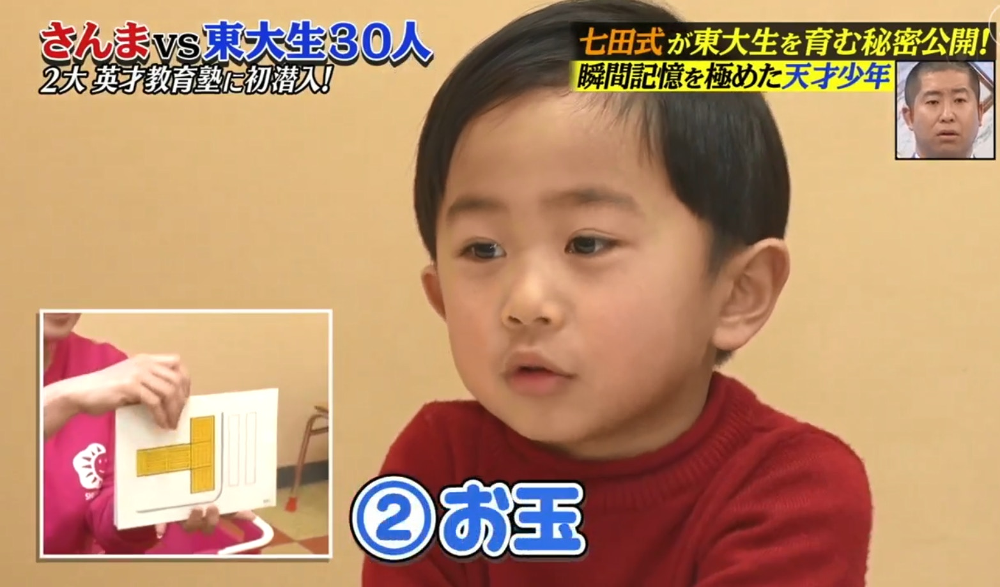 さんまvs東大生30人
2大 英才教育塾に初潜入!
七田式が東大生を育む秘密公開!
瞬間記憶を極めた天才少年
②お玉